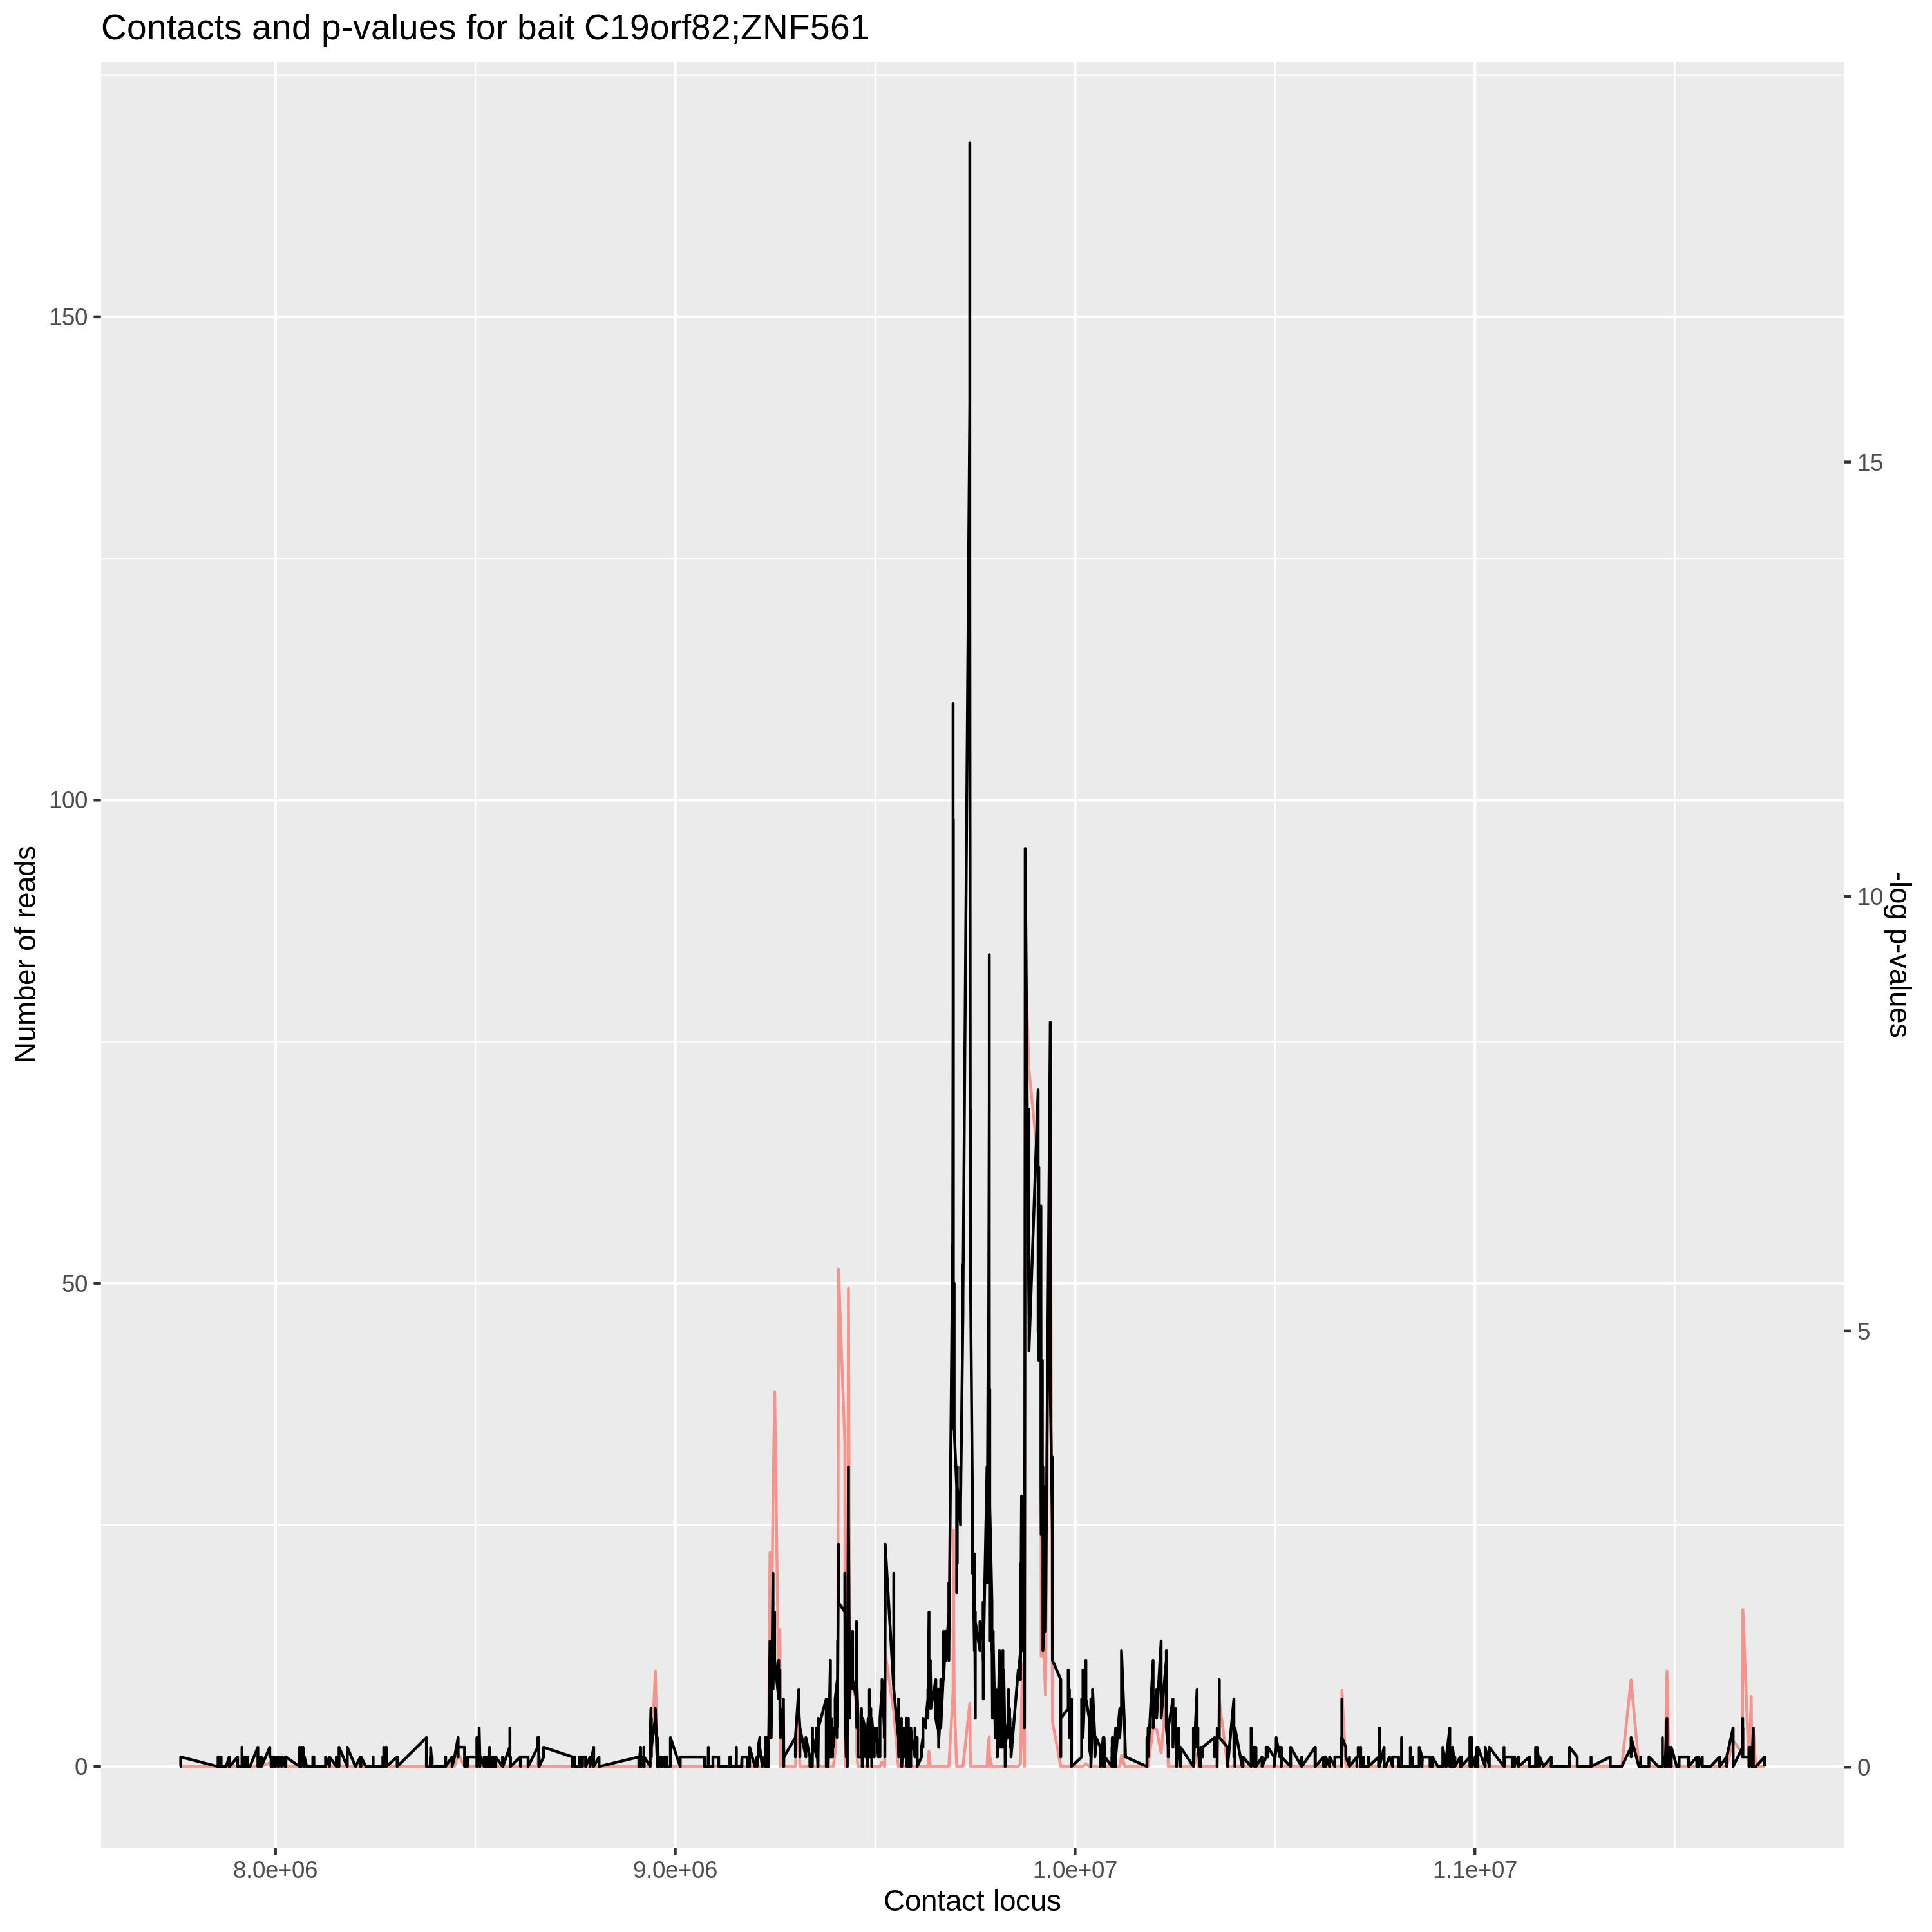 Contacts and p-values for bait C19orf82;ZNF561
Number of reads
150
100
50
0
15
10
5
0
-log p-values
8.0e+06
9.0e+06
1.0e+07
1.1e+07
Contact locus